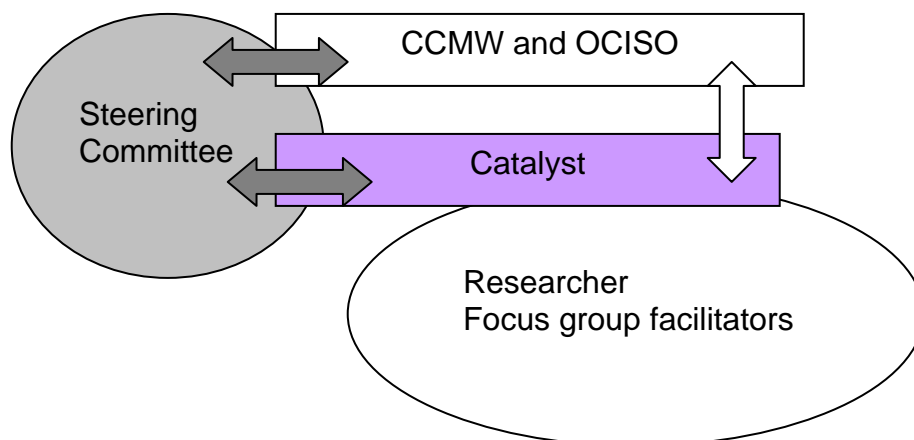 CCMW and OCISO
Steering
Committee
Catalyst
Researcher
Focus group facilitators